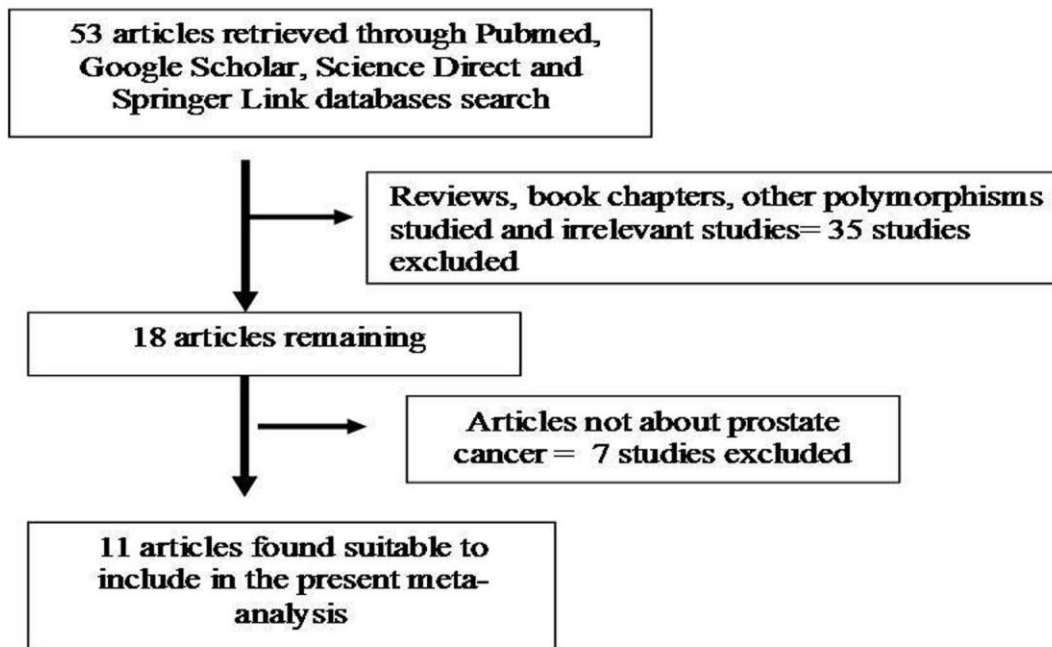 53 articles retrieved through Pubmed,
Google Scholar, Science Direct and
Springer Link databases search
Reviews, book chapters, other polymorphisms
studied and irrelevant studies= 35 studies
excluded
18 articles remaining
Articles not about prostate
cancer =  7 studies excluded
11 articles found suitable to
include in the present meta-
analysis